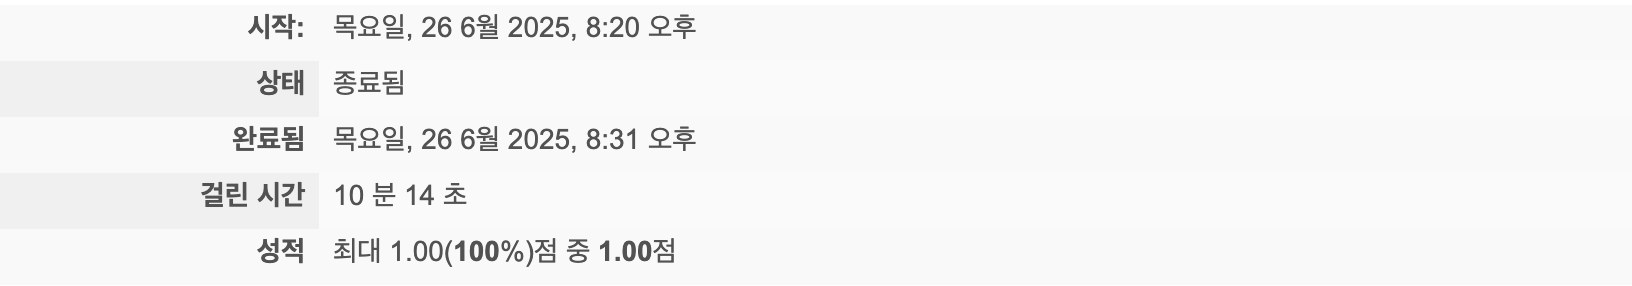 시작: 목요일, 26 6월 2025, 8:20 오후
상태 종료됨
완료됨 목요일, 26 6월 2025, 8:31 오후
걸린 시간 10 분 14 초
성적 최대 1.00(100%)점 중 1.00점